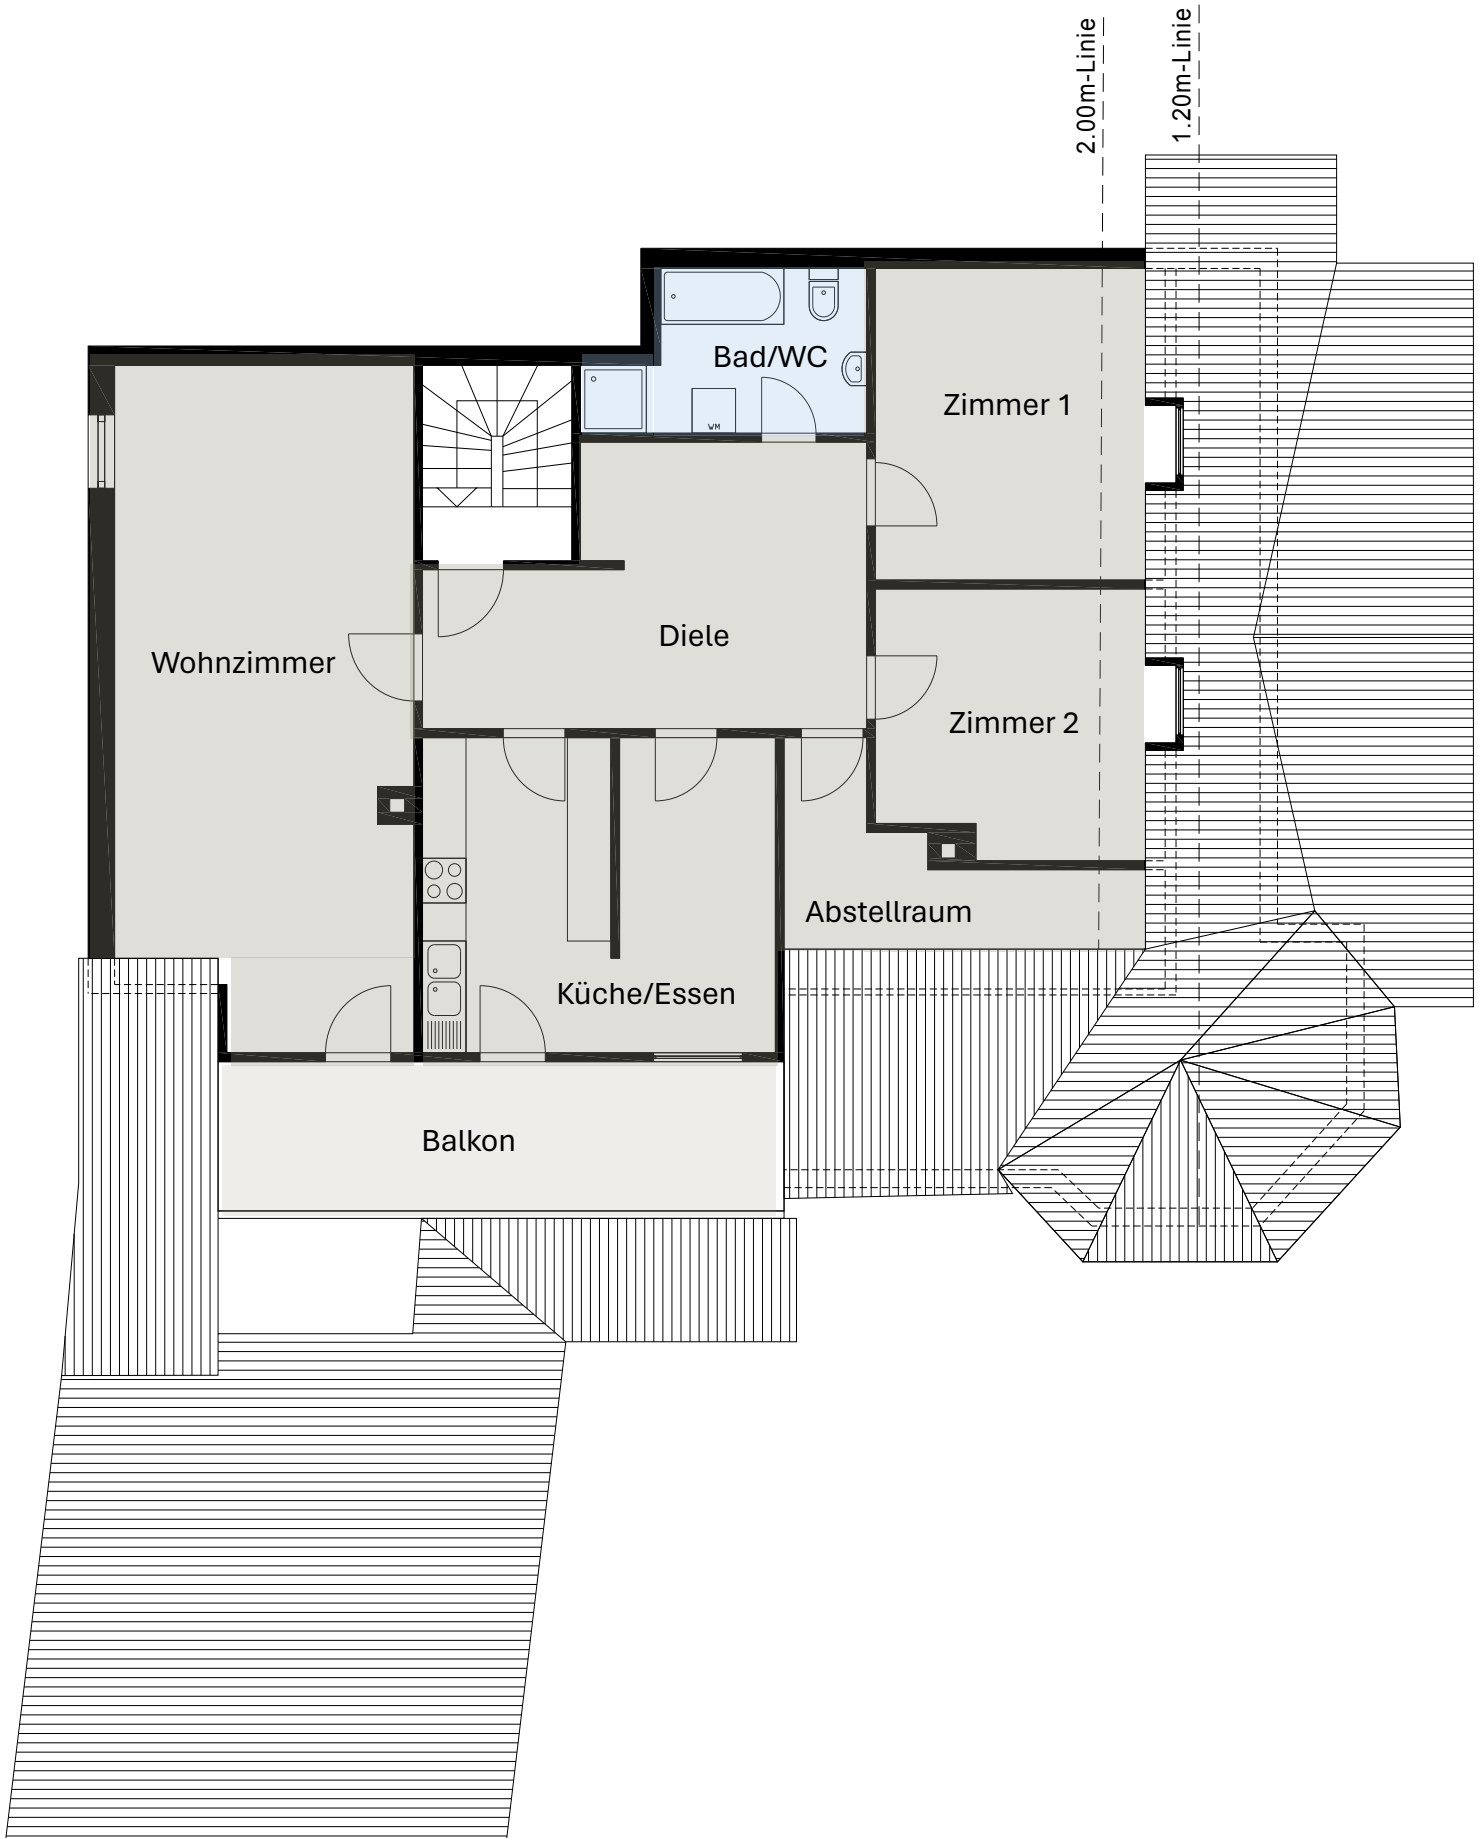 2.00m-Linie
1.20m-Linie
Bad/WC
WM
Zimmer 1
Diele
Wohnzimmer
Zimmer 2
Abstellraum
Küche/Essen
Balkon